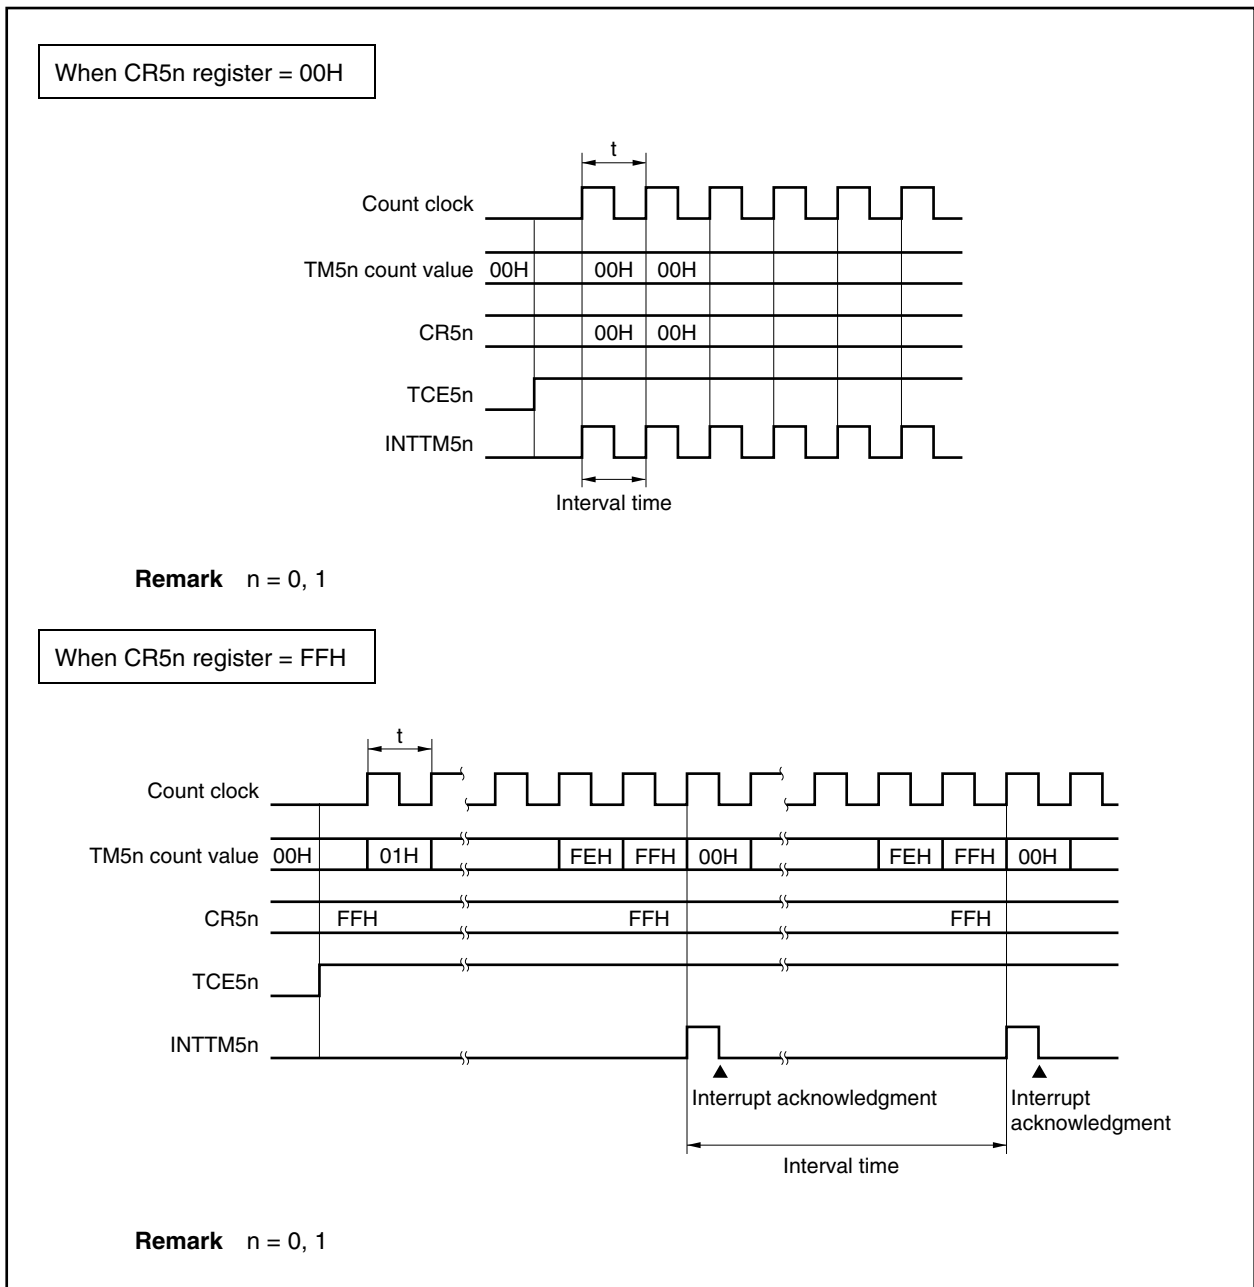 When CR5n register = 00H
t
Count clock
TM5n count value 00H 00H 00H
CR5n 00H 00H
TCE5n
INTTM5n
Interval time
Remark n = 0, 1
When CR5n register = FFH
t
Count clock
TM5n count value 00H 01H FEH FFH 00H FEH FFH 00H
CR5n FFH FFH FFH
TCE5n
INTTM5n
Interrupt acknowledgment Interrupt
acknowledgment
Interval time
Remark n = 0, 1